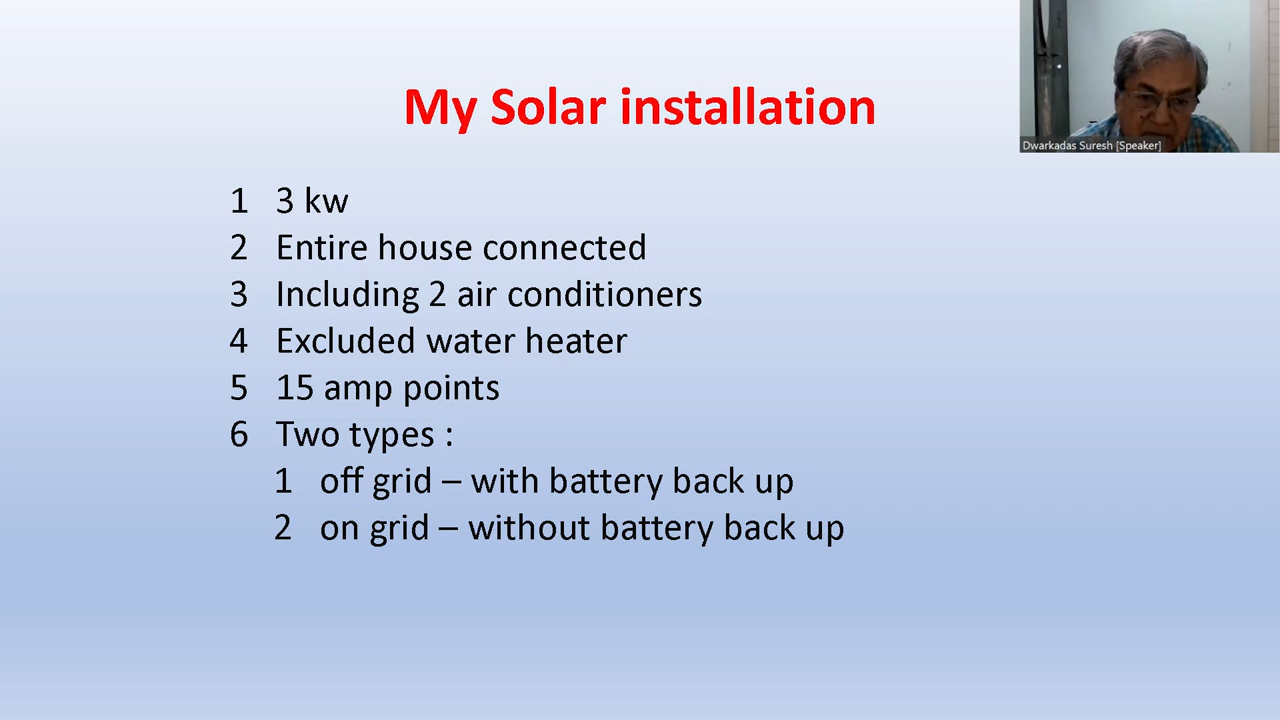 My Solar installation
Dwarkadas Suresh [Speaker]
1 3 kw
2 Entire house connected
3 Including 2 air conditioners
4 Excluded water heater
5 15 amp points
6 Two types :
1 off grid – with battery back up
2 on grid – without battery back up